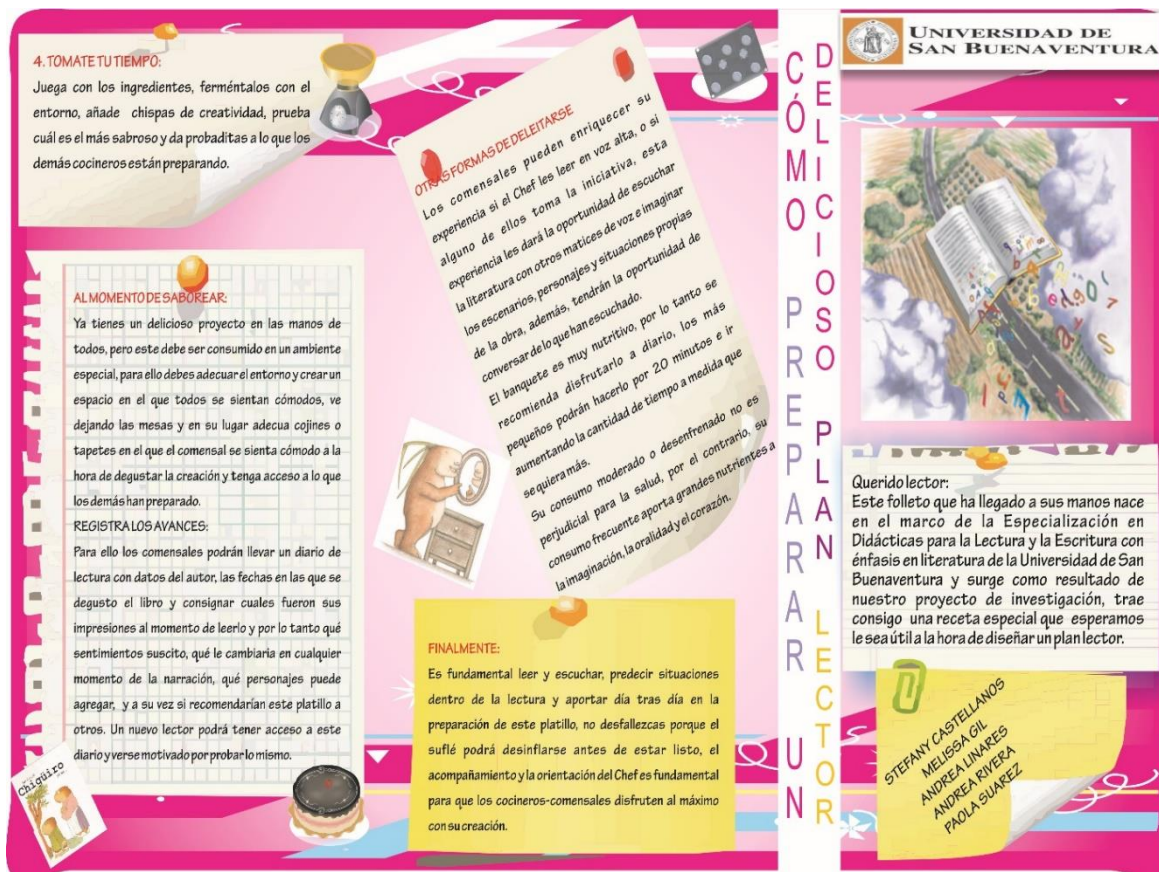 4. TOMATE TU TIEMPO:
Juega con los ingredientes, ferméntalos con el
entorno, añade chispas de creatividad, prueba
cuál es el más sabroso y da probaditas a lo que los
demás cocineros están preparando.
AL MOMENTO DE SABOREAR:
Ya tienes un delicioso proyecto en las manos de
todos, pero este debe ser consumido en un ambiente
especial, para ello debes adecuar el entorno y crear un
espacio en el que todos se sientan cómodos, ve
dejando las mesas y en su lugar adecua cojines o
tapetes en el que el comensal se sienta cómodo a la
hora de degustar la creación y tenga acceso a lo que
los demás han preparado.
REGISTRA LOS AVANCES:
Para ello los comensales podrán llevar un diario de
lectura con datos del autor, las fechas en las que se
degusto el libro y consignar cuales fueron sus
impresiones al momento de leerlo y por lo tanto qué
sentimientos suscito, qué le cambiaria en cualquier
momento de la narración, qué personajes puede
agregar, y a su vez si recomendarían este platillo a
otros. Un nuevo lector podrá tener acceso a este
diario y verse motivado por probar lo mismo.
Chigüiro
OTRAS FORMAS DE DELEITARSE
Los comensales pueden enriquecer su
experiencia si el Chef les leer en voz alta, o si
alguno de ellos toma la iniciativa, esta
experiencia les dará la oportunidad de escuchar
la literatura con otros matices de voz e imaginar
los escenarios, personajes y situaciones propias
de la obra, además, tendrán la oportunidad de
conversar de lo que han escuchado.
El banquete es muy nutritivo, por lo tanto se
recomienda disfrutarlo a diario, los más
pequeños podrán hacerlo por 20 minutos e ir
aumentando la cantidad de tiempo a medida que
se quiera más.
Su consumo moderado o desenfrenado no es
perjudicial para la salud, por el contrario, su
consumo frecuente aporta grandes nutrientes a
la imaginación, la oralidad y el corazón.
FINALMENTE:
Es fundamental leer y escuchar, predecir situaciones
dentro de la lectura y aportar día tras día en la
preparación de este platillo, no desfallezcas porque el
suflé podrá desinflarse antes de estar listo, el
acompañamiento y la orientación del Chef es fundamental
para que los cocineros-comensales disfruten al máximo
con su creación.
CÓMO PREPARAR UN
DELICIOSO PLAN LECTOR
UNIVERSIDAD DE
SAN BUENAVENTURA
Querido lector:
Este folleto que ha llegado a sus manos nace
en el marco de la Especialización en
Didácticas para la Lectura y la Escritura con
énfasis en literatura de la Universidad de San
Buenaventura y surge como resultado de
nuestro proyecto de investigación, trae
consigo una receta especial que esperamos
le sea útil a la hora de diseñar un plan lector.
STEFANY CASTELLANOS
MELISSA GIL
ANDREA LINARES
ANDREA RIVERA
PAOLA SUAREZ